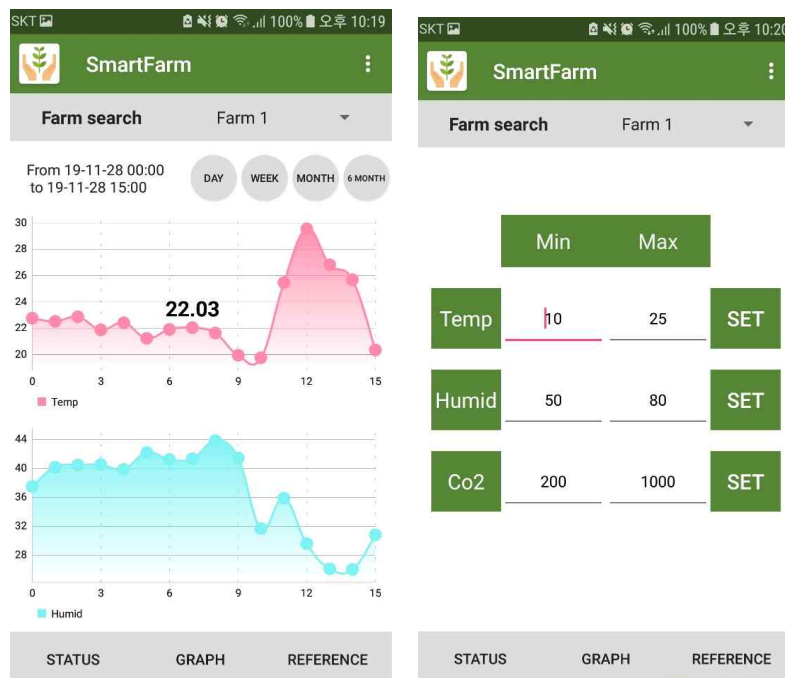 SKT 100% 오후 10:19
SmartFarm
Farm search Farm 1
From 19-11-28 00:00
to 19-11-28 15:00
DAY WEEK MONTH 6 MONTH
30
28
26
24
22.03
22
20
0 3 6 9 12 15
Temp
44
40
36
32
28
0 3 6 9 12 15
Humid
STATUS GRAPH REFERENCE
SKT 100% 오후 10:20
SmartFarm
Farm search Farm 1
Min Max
Temp 10 25 SET
Humid 50 80 SET
Co2 200 1000 SET
STATUS GRAPH REFERENCE